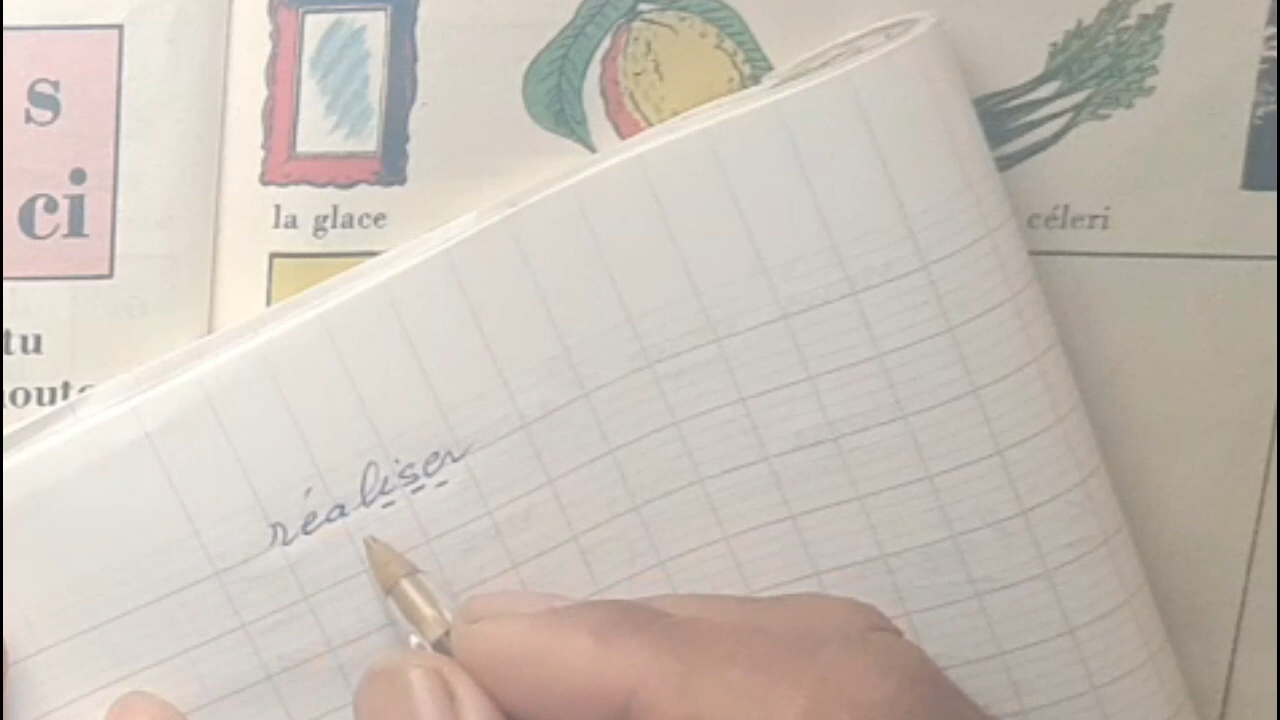 s
ci
la glace
céleri
tu
réaliser